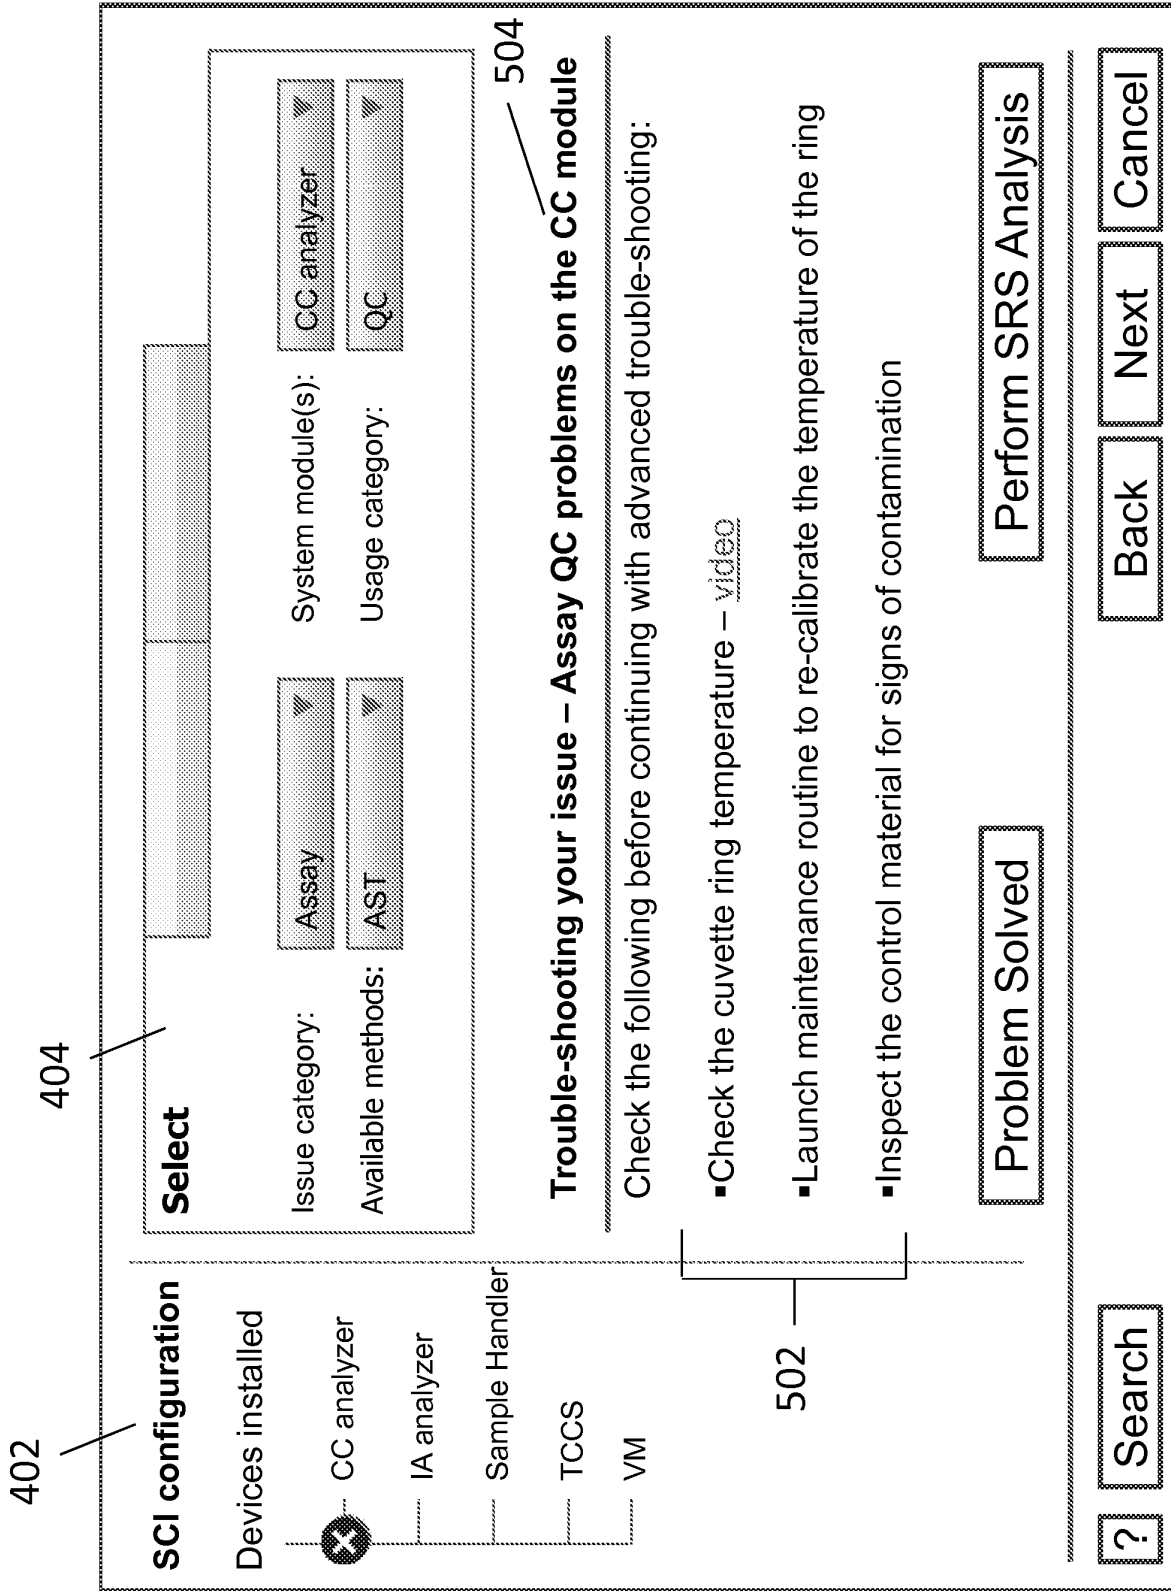 402
404
SCI configuration
Devices installed
CC analyzer
IA analyzer
Sample Handler
TCCS
VM
Select
Issue category: Assay System module(s): CC analyzer
Available methods: AST Usage category: QC
504
Trouble-shooting your issue – Assay QC problems on the CC module
Check the following before continuing with advanced trouble-shooting:
▪Check the cuvette ring temperature – video
▪Launch maintenance routine to re-calibrate the temperature of the ring
▪Inspect the control material for signs of contamination
502
Problem Solved Perform SRS Analysis
? Search Back Next Cancel